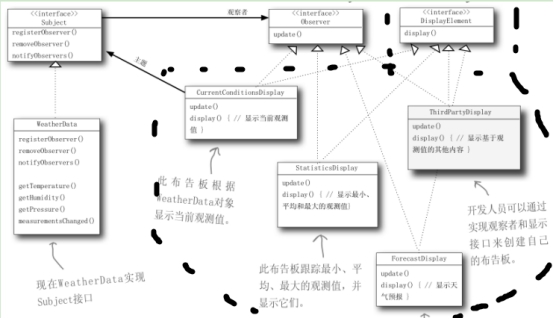 <<interface>>
Subject
registerObserver()
removeObserver()
notifyObservers()
观察者
<<interface>>
Observer
update()
<<interface>>
DisplayElement
display()
主题
WeatherData
registerObserver()
removeObserver()
notifyObservers()
getTemperature()
getHumidity()
getPressure()
measurementsChanged()
现在WeatherData实现
Subject接口
CurrentConditionsDisplay
update()
display() { // 显示当前观测
值 }
此布告板根据
WeatherData对象
显示当前观测值。
StatisticsDisplay
update()
display() { // 显示最小、
平均和最大的观测值}
此布告板跟踪最小、平
均、最大的观测值，并
显示它们。
ThirdPartyDisplay
update()
display() { // 显示基于观
测值的其他内容 }
开发人员可以通过
实现观察者和显示
接口来创建自己
的布告板。
ForecastDisplay
update()
display() { // 显示天
气预报 }